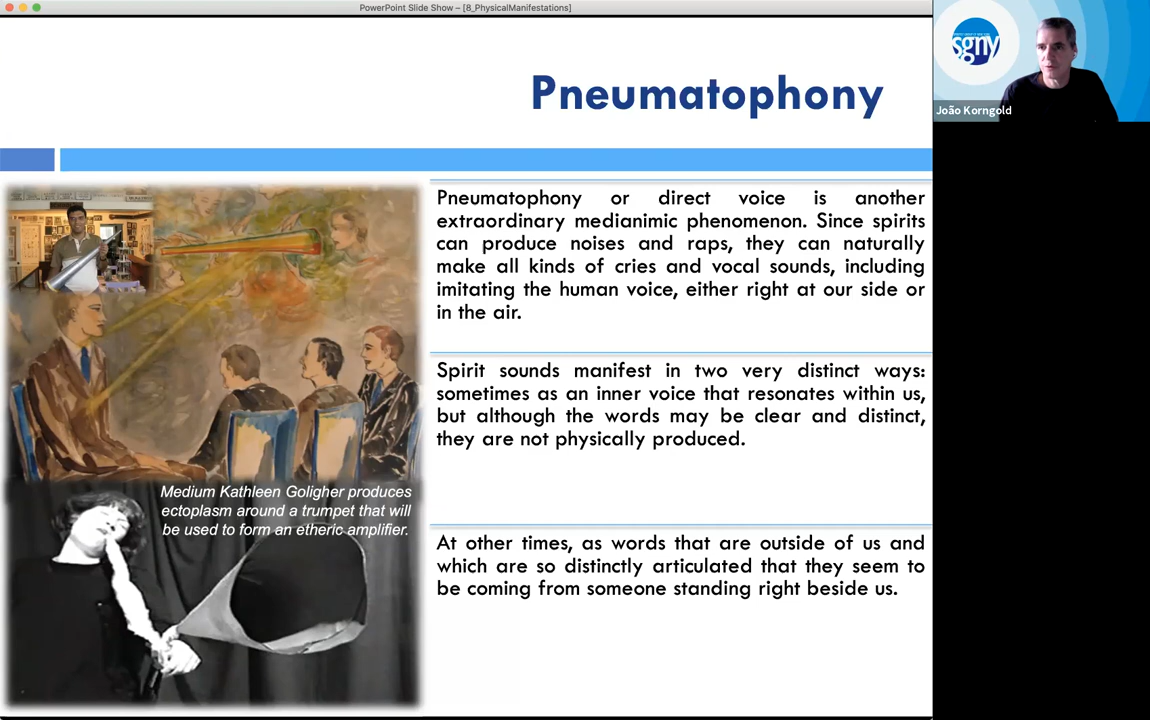 PowerPoint Slide Show – [8_PhysicalManifestations]
sgny
João Korngold
Pneumatophony
Pneumatophony or direct voice is another
extraordinary medianimic phenomenon. Since spirits
can produce noises and raps, they can naturally
make all kinds of cries and vocal sounds, including
imitating the human voice, either right at our side or
in the air.
Spirit sounds manifest in two very distinct ways:
sometimes as an inner voice that resonates within us,
but although the words may be clear and distinct,
they are not physically produced.
At other times, as words that are outside of us and
which are so distinctly articulated that they seem to
be coming from someone standing right beside us.
Medium Kathleen Goligher produces
ectoplasm around a trumpet that will
be used to form an etheric amplifier.